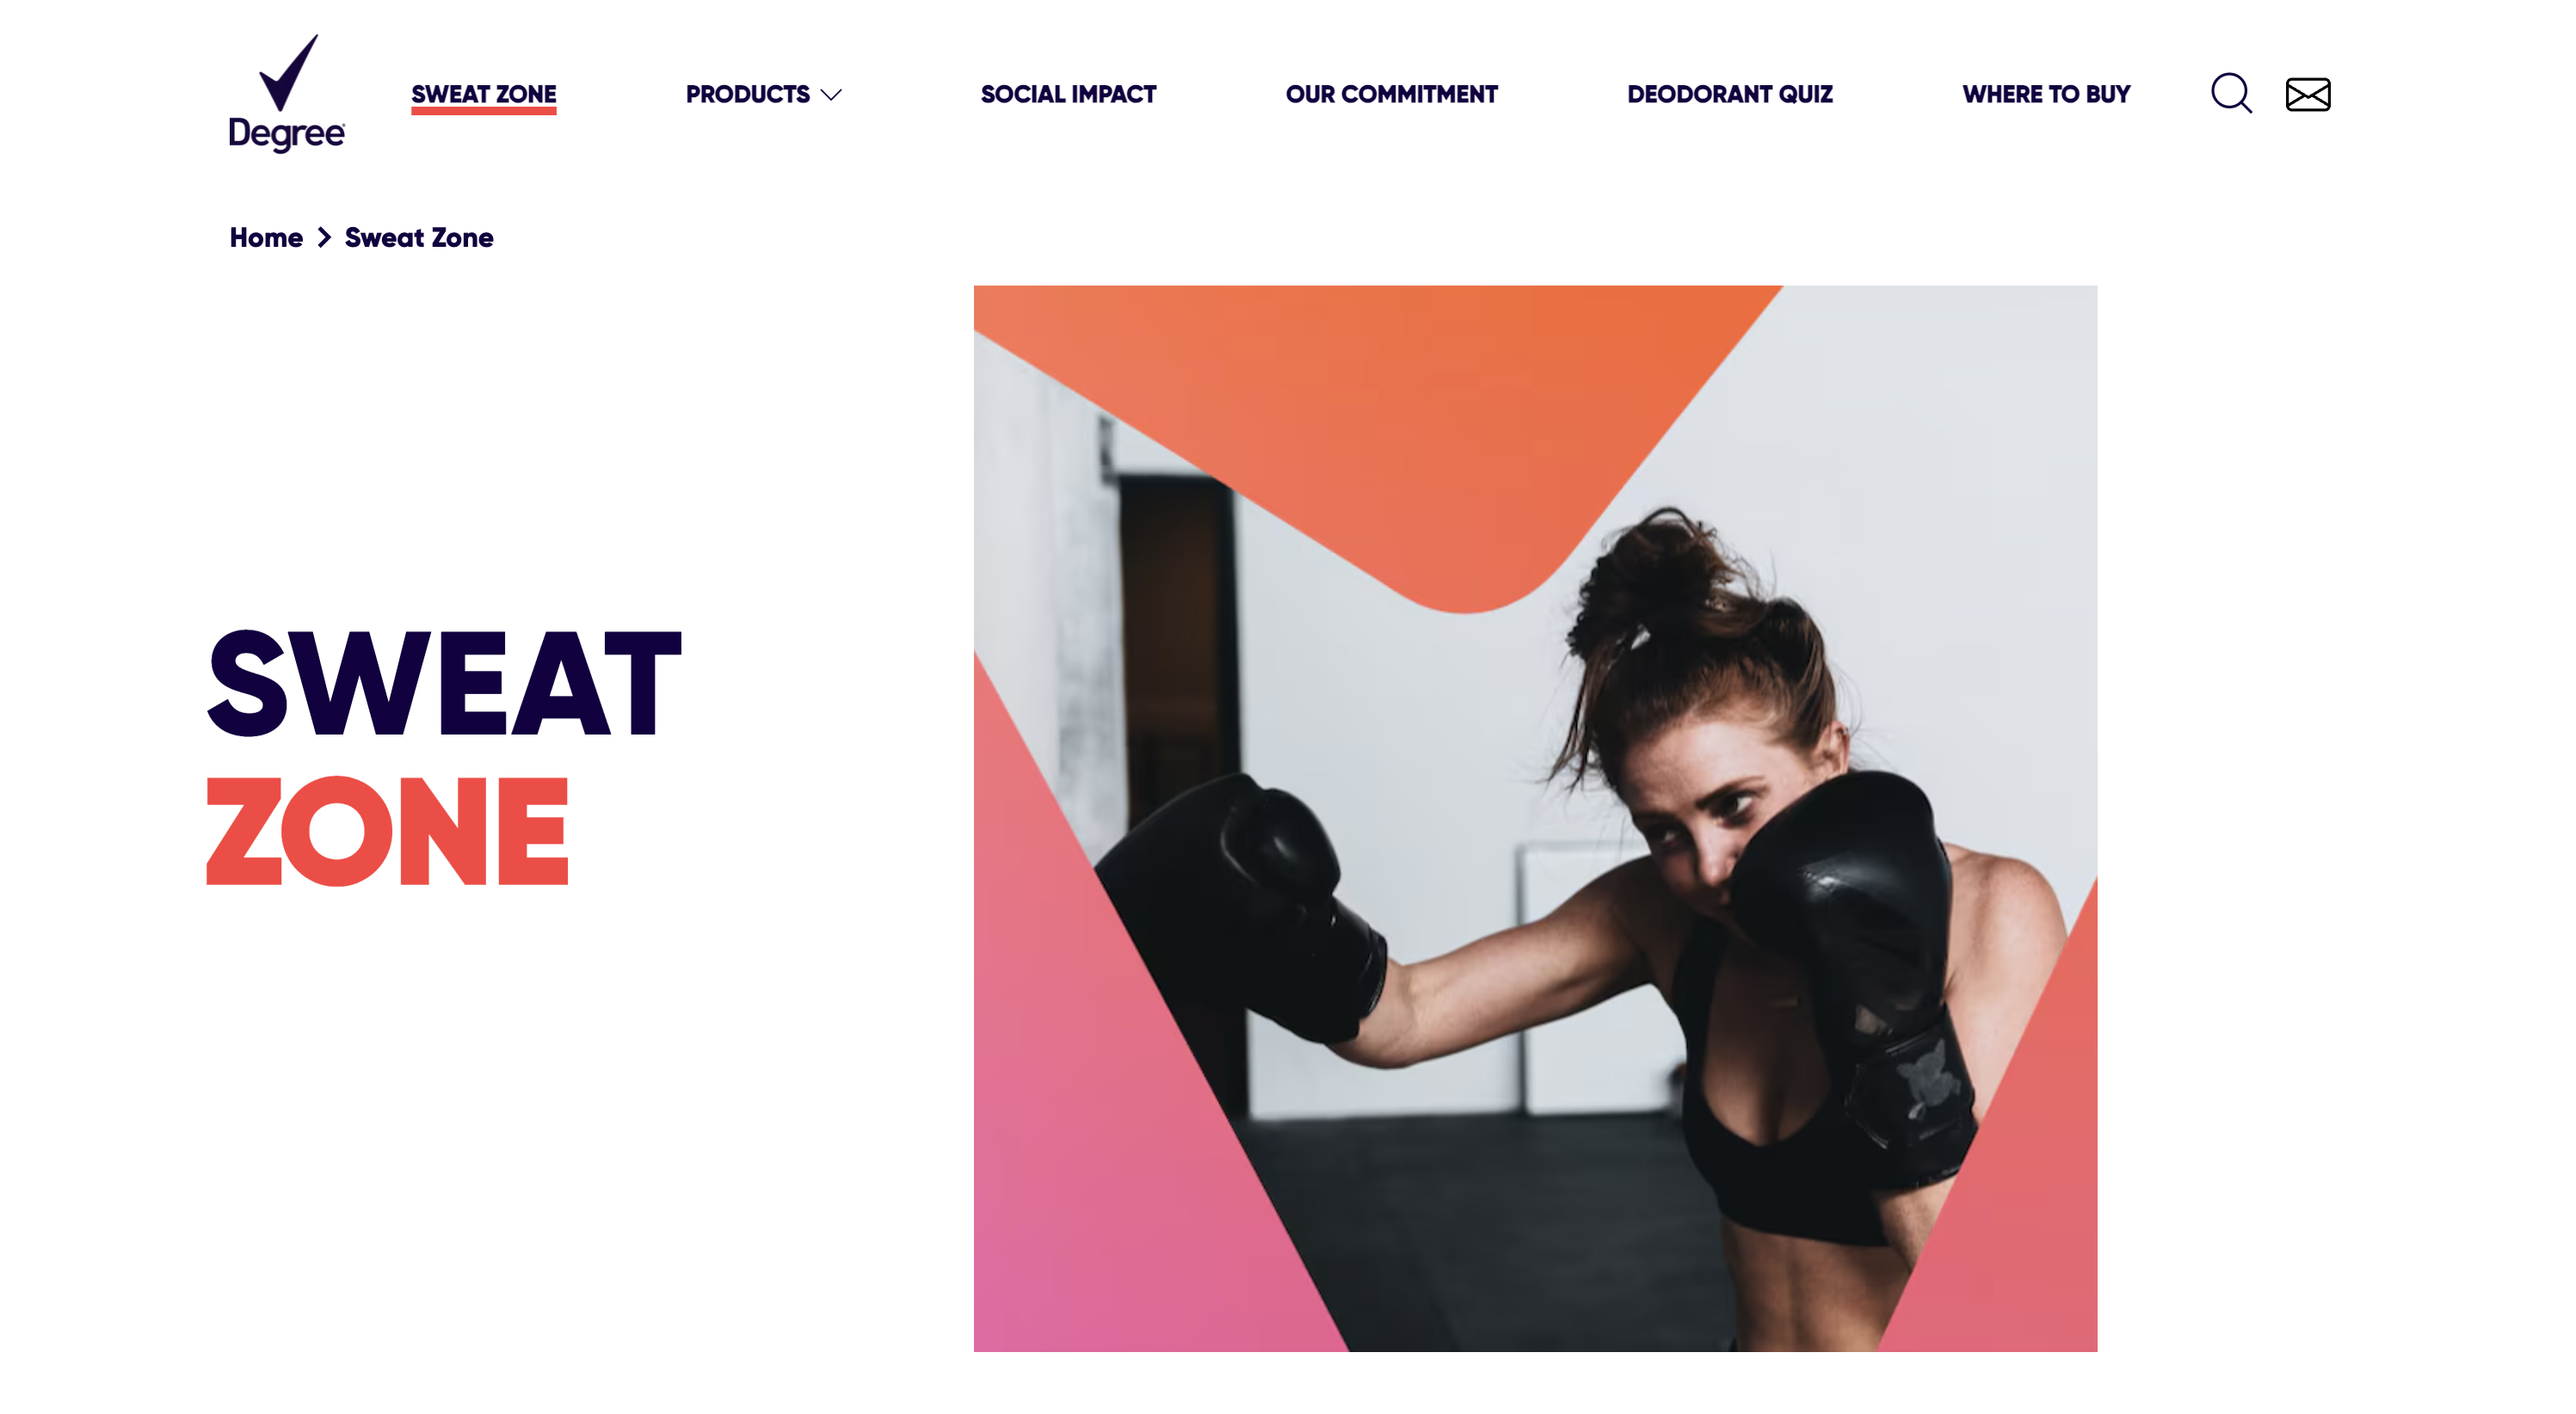 Degree®
SWEAT ZONE
PRODUCTS
SOCIAL IMPACT
OUR COMMITMENT
DEODORANT QUIZ
WHERE TO BUY
Home > Sweat Zone
SWEAT
ZONE